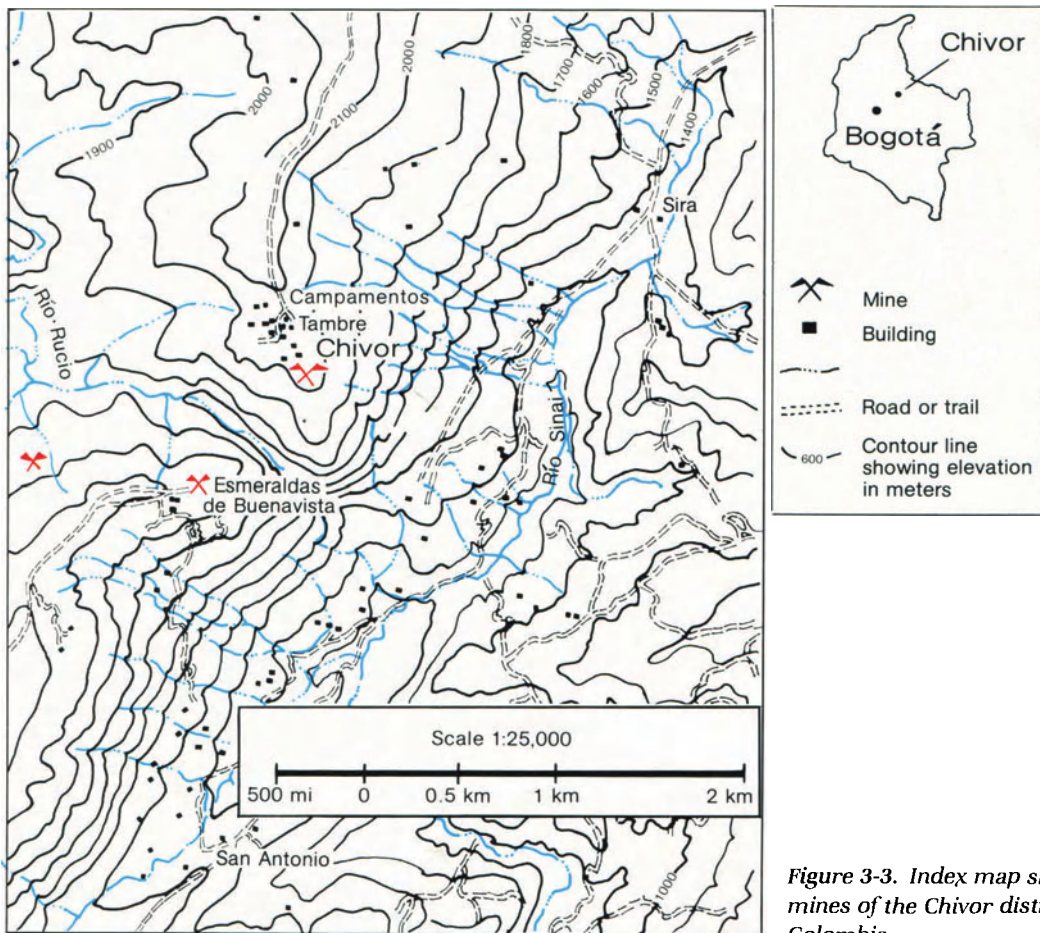 1800
2000
1700
1500
1600
2000
2100
1400
1900
Sira
Campamentos
Tambre
Chivor
Río Rucio
Río Sinai
Esmeraldas
de Buenavista
Scale 1:25,000
500 mi 0 0.5 km 1 km 2 km
San Antonio
1000
Chivor
Bogotá
Mine
Building
Road or trail
600 Contour line
showing elevation
in meters
Figure 3-3. Index map
mines of the Chivor